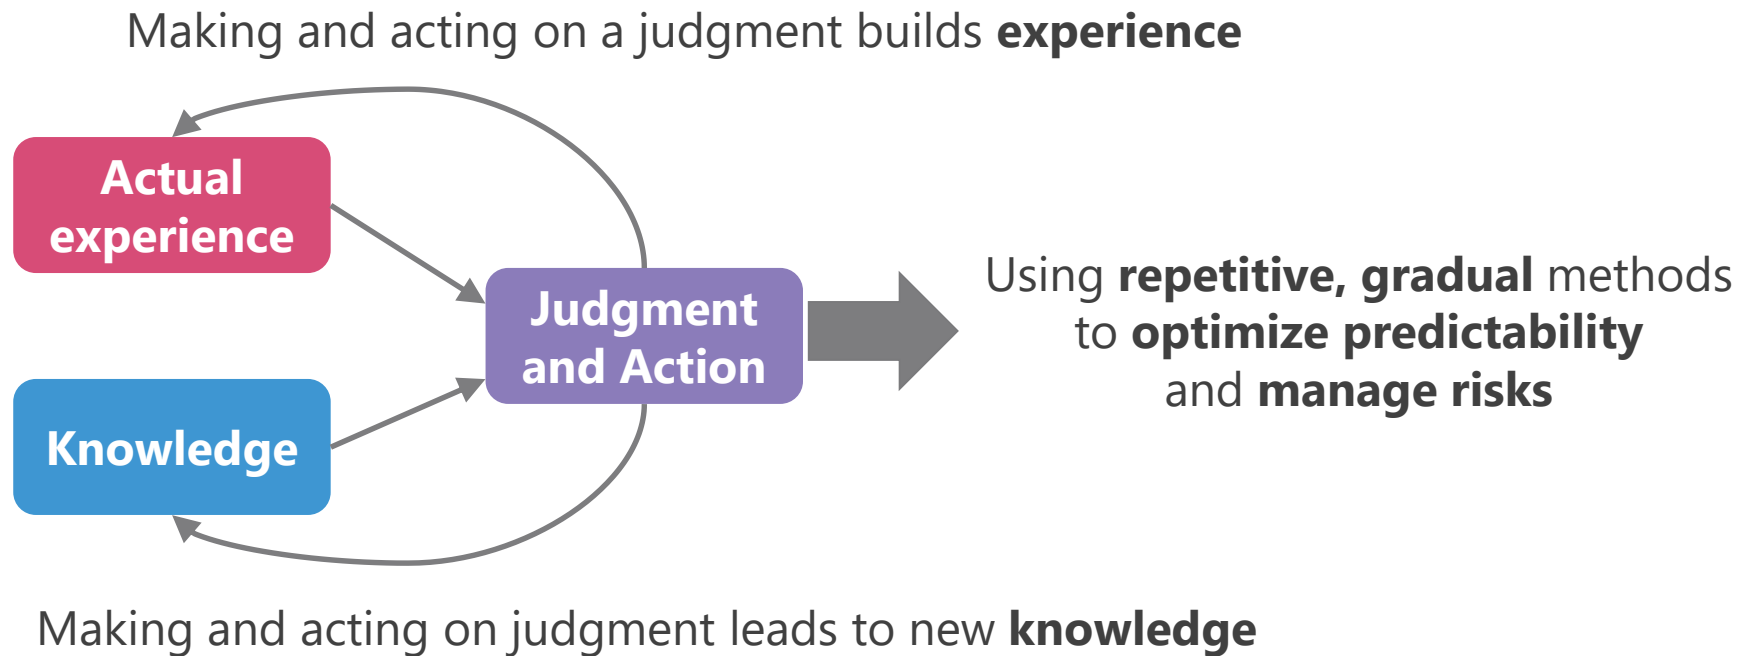 Making and acting on a judgment builds experience
Actual
experience
Judgment
and Action
Knowledge
Using repetitive, gradual methods
to optimize predictability
and manage risks
Making and acting on judgment leads to new knowledge